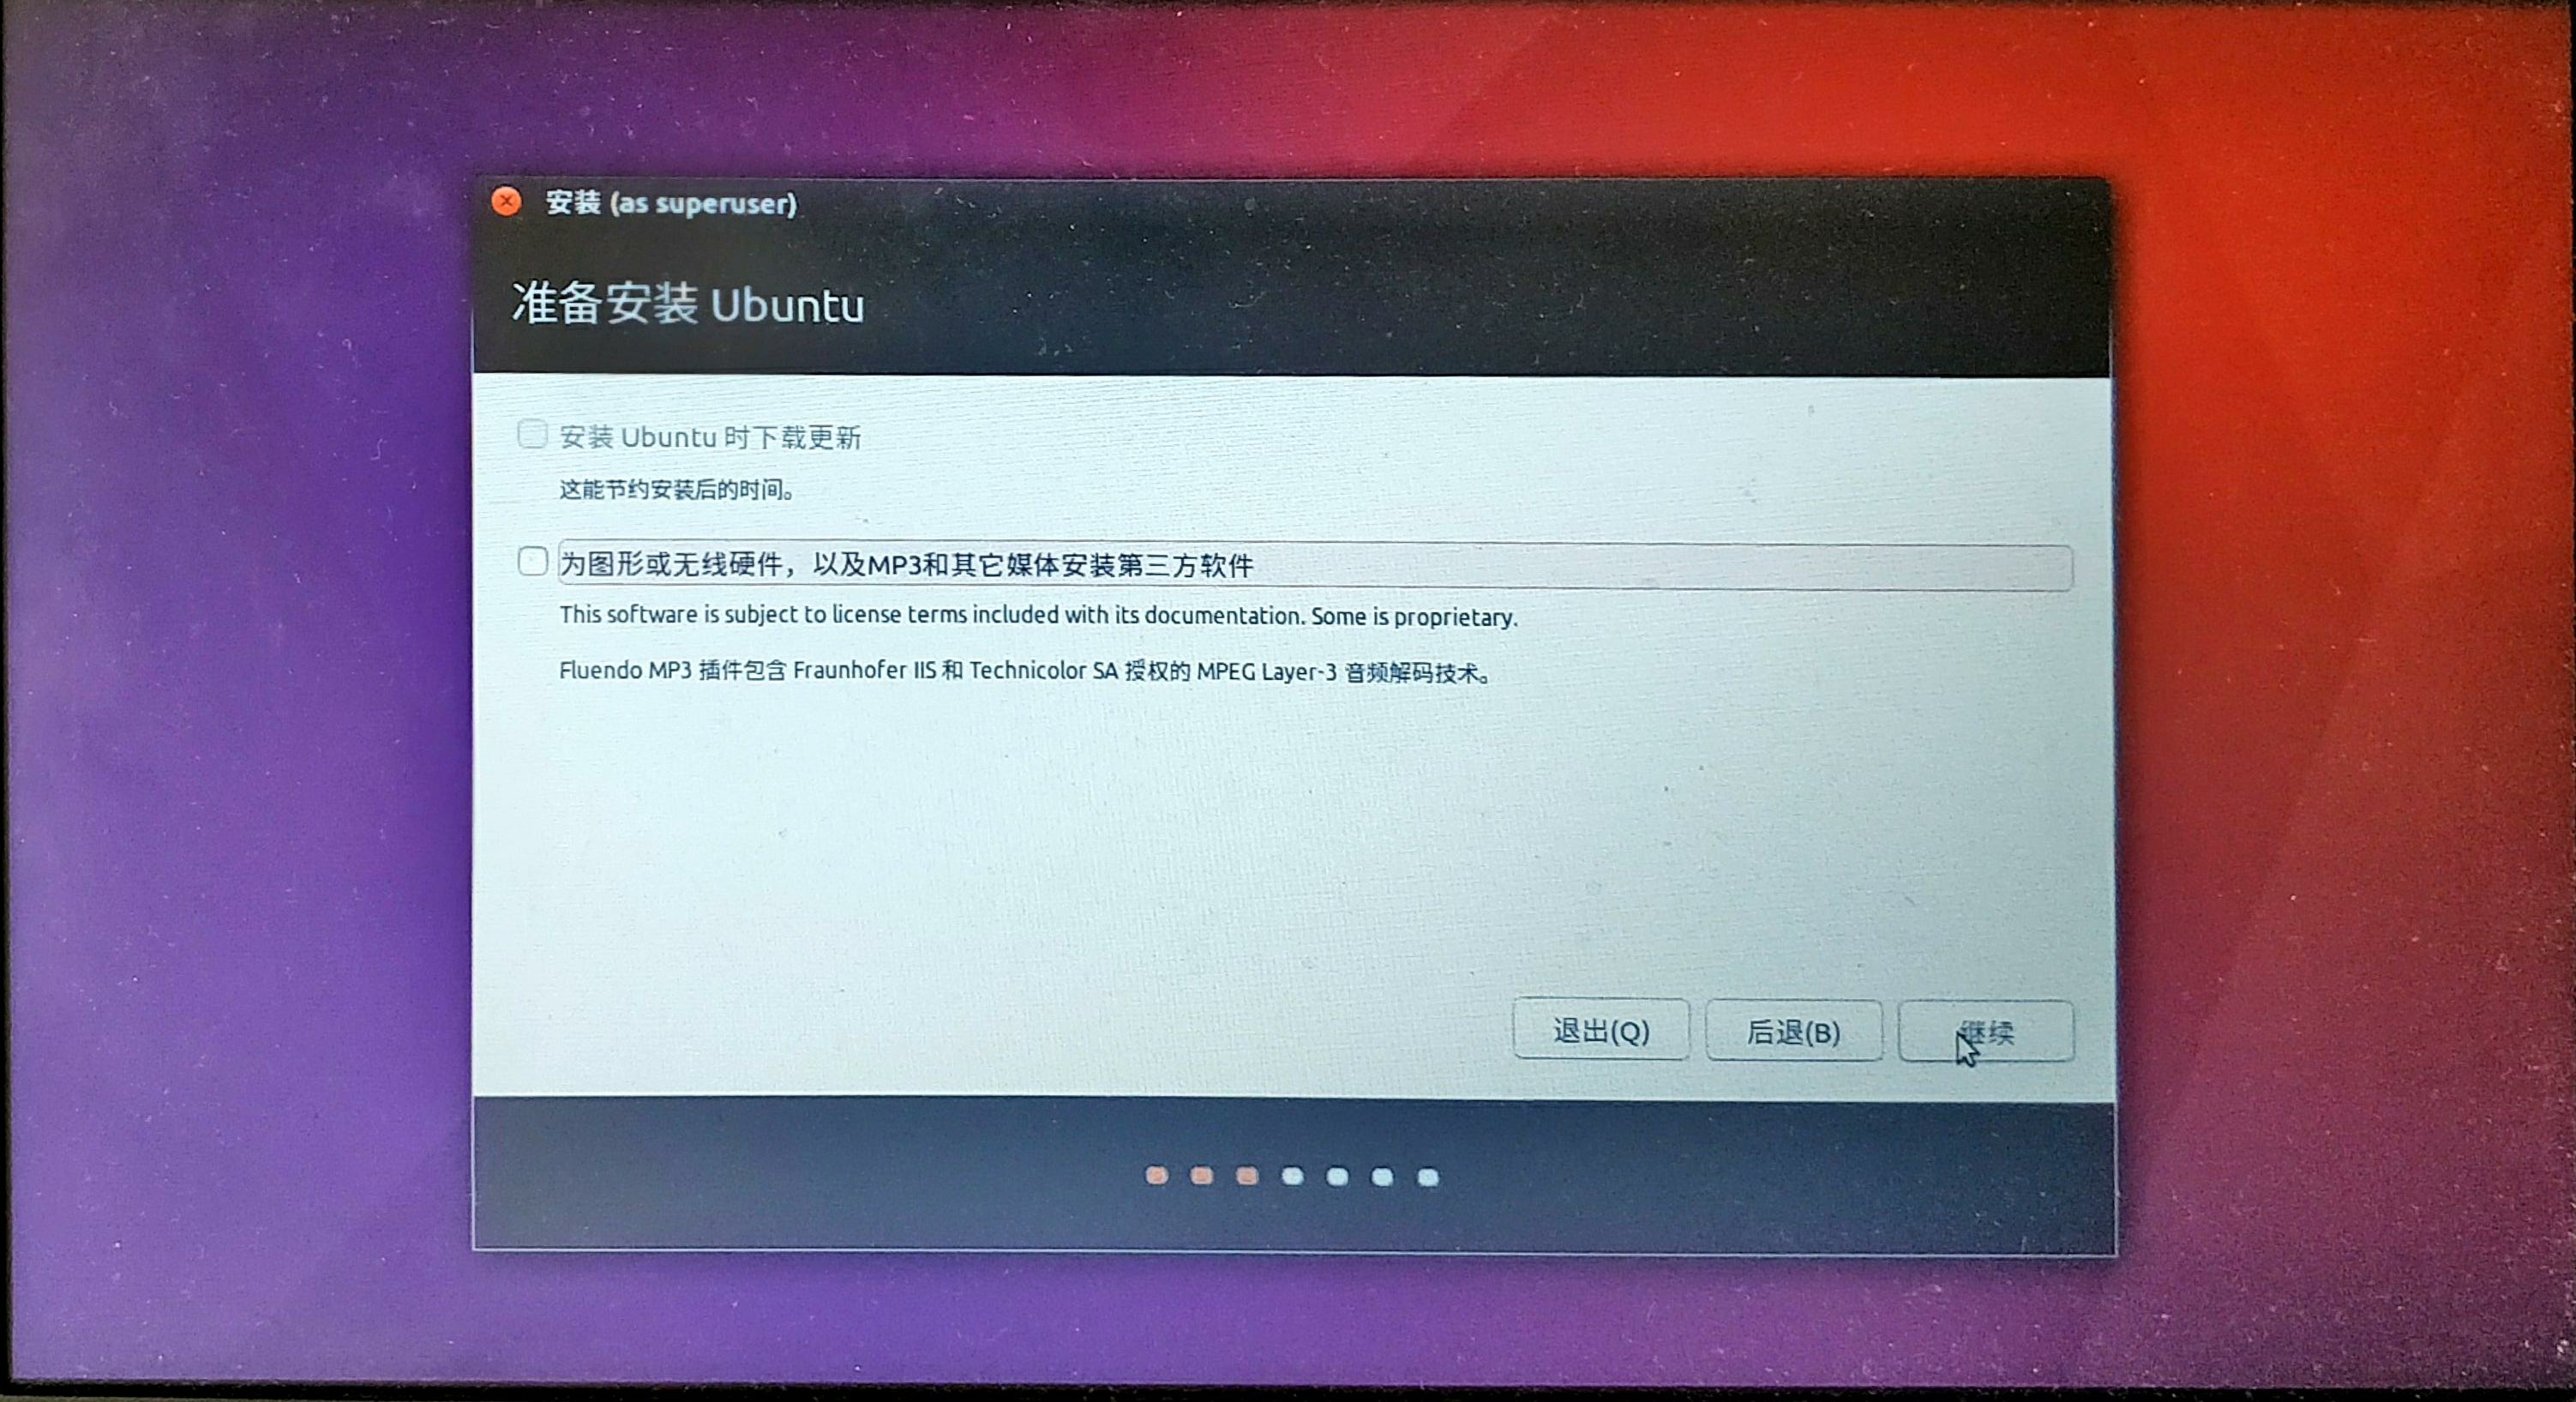 安装 (as superuser)
准备安装 Ubuntu
安装 Ubuntu 时下载更新
这能节约安装后的时间。
为图形或无线硬件，以及MP3和其它媒体安装第三方软件
This software is subject to license terms included with its documentation. Some is proprietary.
Fluendo MP3 插件包含 Fraunhofer IIS 和 Technicolor SA 授权的 MPEG Layer-3 音频解码技术。
退出(Q) 后退(B) 继续